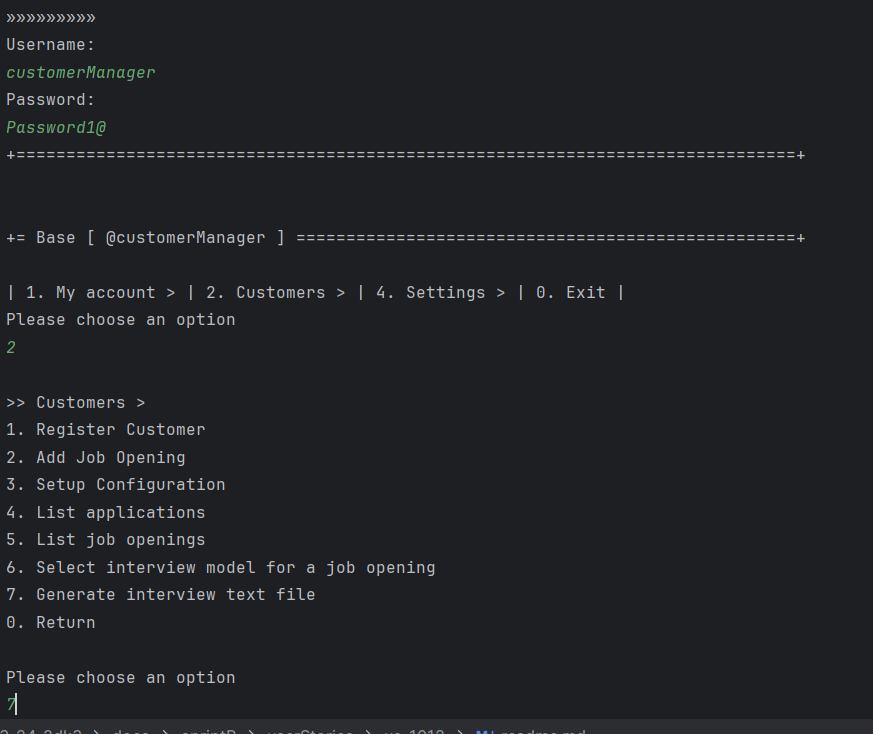 »»»»»»»»»
Username:
customerManager
Password:
Password1@
+==============================================================================+
+= Base [ @customerManager ] ==================================================+
| 1. My account > | 2. Customers > | 4. Settings > | 0. Exit |
Please choose an option
2
>> Customers >
1. Register Customer
2. Add Job Opening
3. Setup Configuration
4. List applications
5. List job openings
6. Select interview model for a job opening
7. Generate interview text file
0. Return
Please choose an option
7